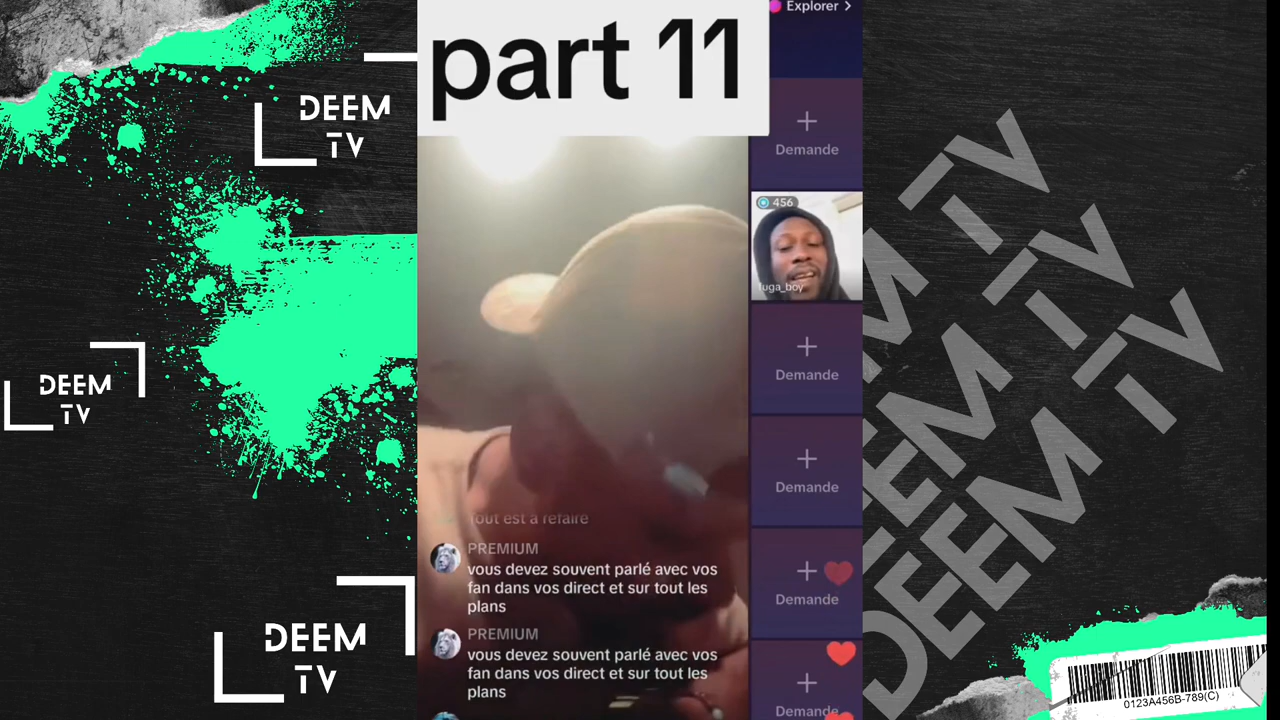 part 11
Explorer
DEEM
TV
Demande
456
fuga_boy
Demande
DEEM
TV
Demande
Tout est a refaire
PREMIUM
vous devez souvent parlé avec vos
fan dans vos direct et sur tout les
plans
Demande
DEEM
TV
PREMIUM
vous devez souvent parlé avec vos
fan dans vos direct et sur tout les
plans
Demande
DEEM TV
DEEM TV
DEEM TV
0123A456B-789(C)